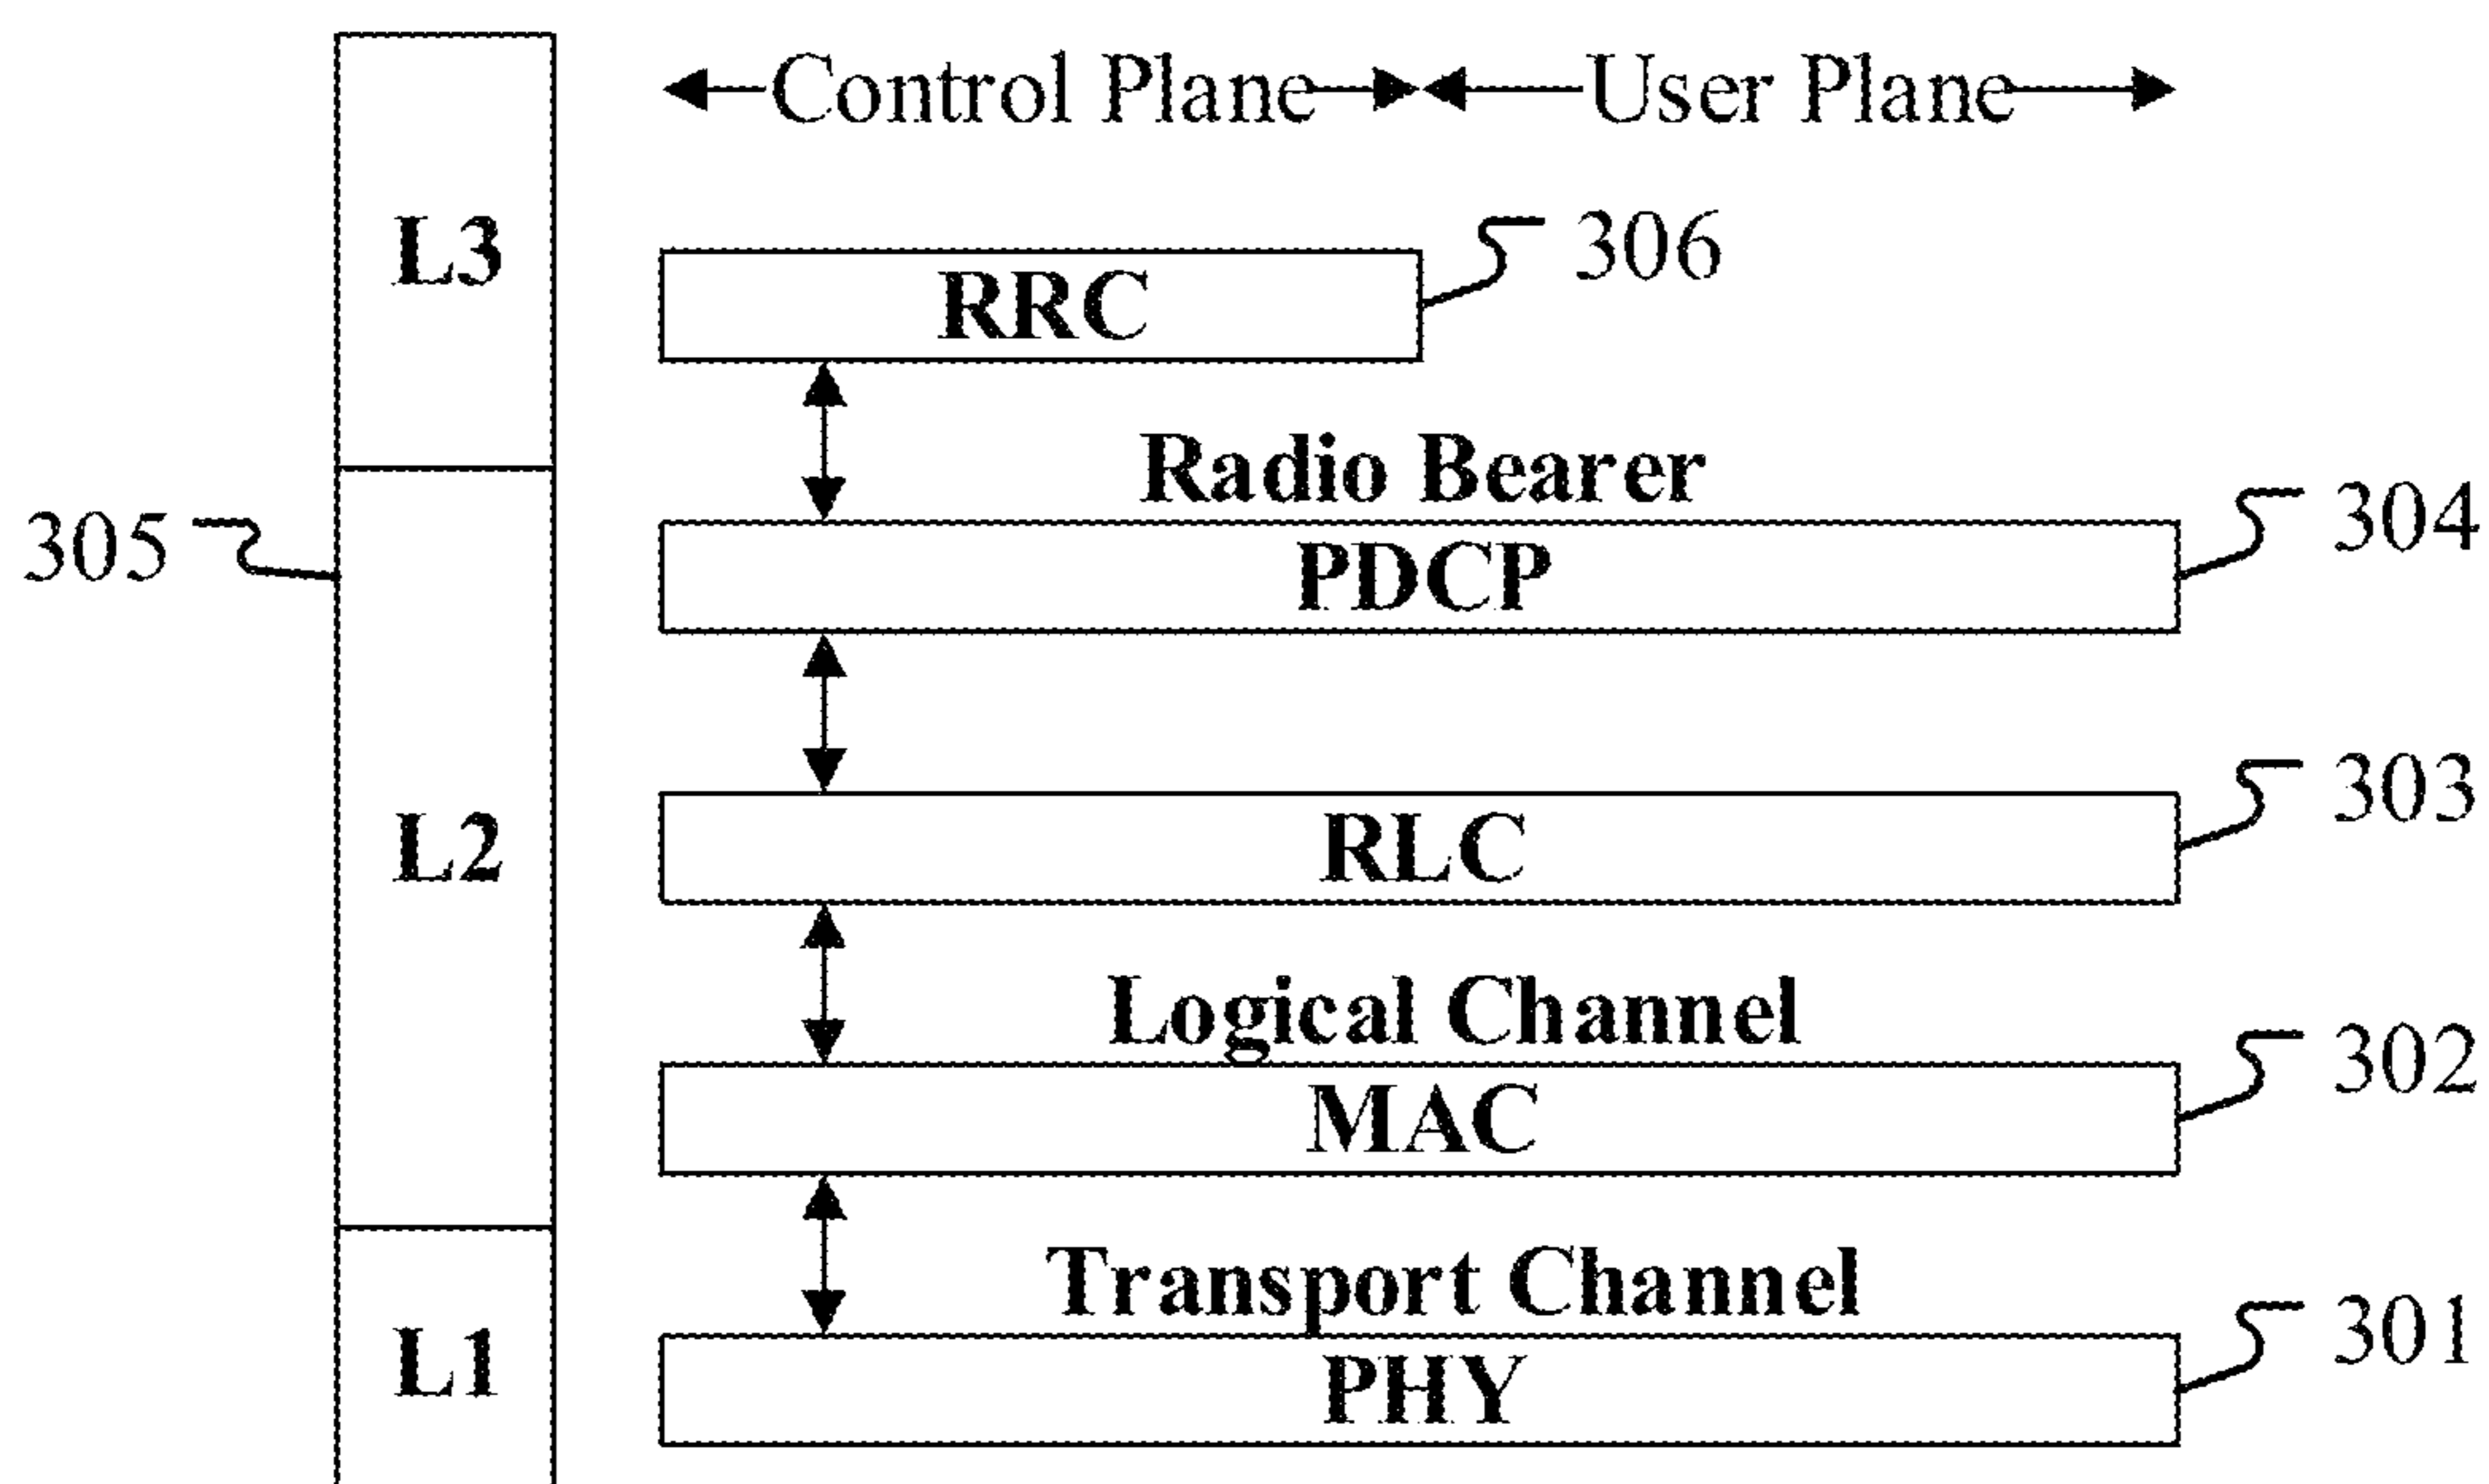 Control Plane User Plane
L3
RRC
306
Radio Bearer
305
PDCP
304
L2
RLC
303
Logical Channel
MAC
302
Transport Channel
L1
PHY
301